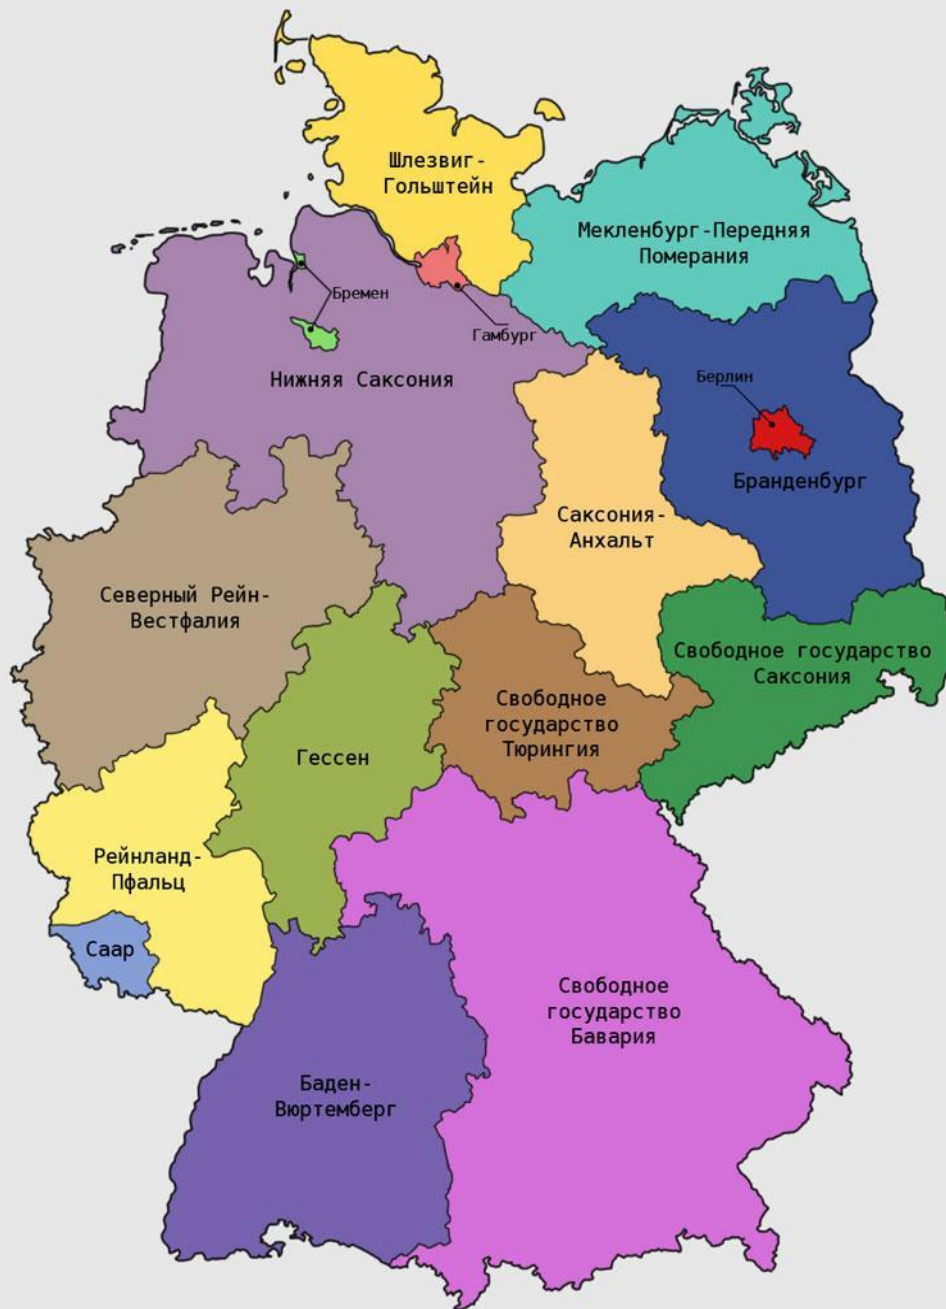 Шлезвиг-
Гольштейн
Мекленбург-Передняя
Померания
Бремен
Гамбург
Нижняя Саксония
Берлин
Бранденбург
Саксония-
Анхальт
Северный Рейн-
Вестфалия
Свободное государство
Саксония
Свободное
государство
Тюрингия
Гессен
Рейнланд-
Пфальц
Саар
Свободное
государство
Бавария
Баден-
Вюртемберг